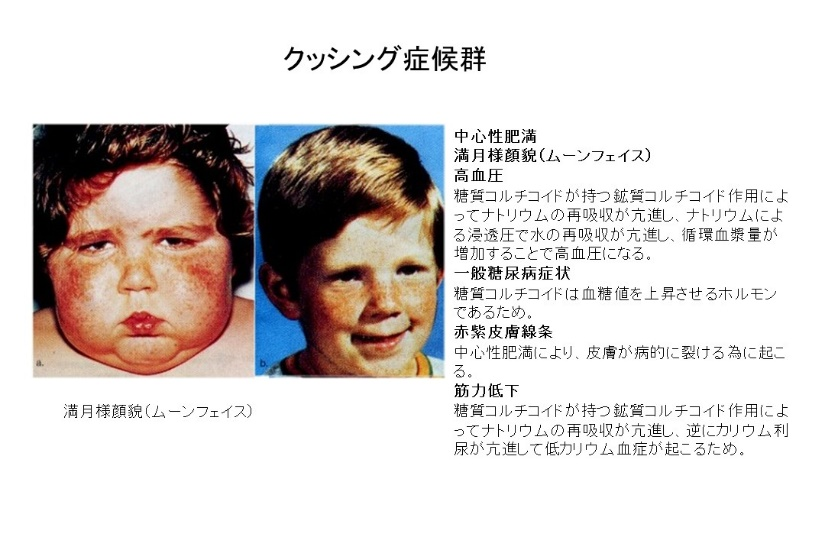 クッシング症候群
中心性肥満
満月様顔貌(ムーンフェイス)
高血圧
糖質コルチコイドが持つ鉱質コルチコイド作用によ
ってナトリウムの再吸収が亢進し、ナトリウムによ
る浸透圧で水の再吸収が亢進し、循環血漿量が
増加することで高血圧になる。
一般糖尿病症状
糖質コルチコイドは血糖値を上昇させるホルモン
であるため。
赤紫皮膚線条
中心性肥満により、皮膚が病的に裂ける為に起こ
る。
筋力低下
糖質コルチコイドが持つ鉱質コルチコイド作用によ
ってナトリウムの再吸収が亢進し、逆にカリウム利
尿が亢進して低カリウム血症が起こるため。
a.
b.
満月様顔貌(ムーンフェイス)